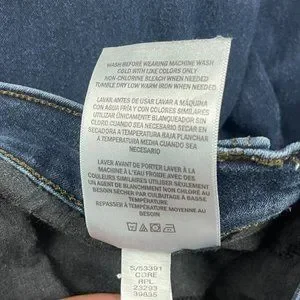 WASH BEFORE WEARING MACHINE WASH
COLD WITH LIKE COLORS ONLY
NON-CHLORINE BLEACH WHEN NEEDED
TUMBLE DRY LOW WARM IRON WHEN NEEDED
LAVAR ANTES DE USAR LAVAR A MÁQUINA
CON AGUA FRÍA Y CON COLORES SIMILARES
UTILIZAR ÚNICAMENTE BLANQUEADOR SIN
CLORO CUANDO SEA NECESARIO SECAR EN
SECADORA A TEMPERATURA BAJA PLANCHAR
A TEMPERATURA MEDIA CUANDO SEA
NECESARIO
LAVER AVANT DE PORTER LAVER À LA
MACHINE À L'EAU FROIDE AVEC DES
COULEURS SIMILAIRES UTILISER SEULEMENT
UN AGENT DE BLANCHIMENT NON CHLORÉ AU BESOIN
SÉCHER PAR CULBUTAGE À BASSE
TEMPÉRATURE
REPASSER À TEMPÉRATURE MOYENNE AU
BESOIN
S/53391
CORE
RPL
23293
39835